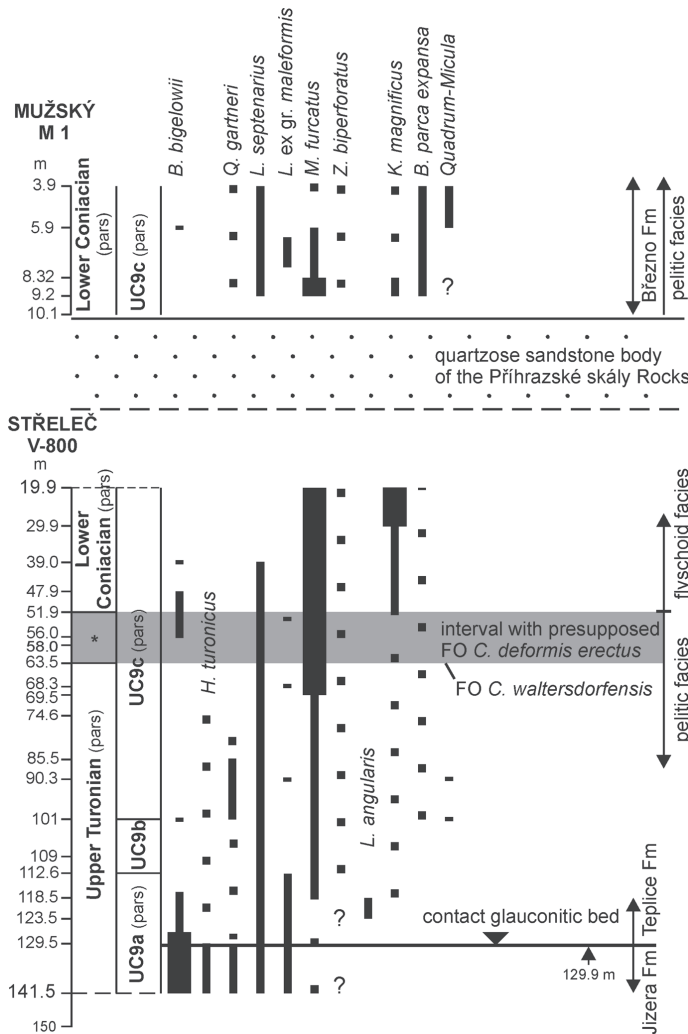 MUŽSKÝ
M 1
m
B. bigelowii
Q. gartneri
L. septenarius
L. ex gr. maleformis
M. furcatus
Z. biperforatus
K. magnificus
B. parca expansa
Quadrum-Micula
3.9
5.9
8.32
9.2
10.1
Lower Coniacian
(pars)
UC9c (pars)
?
Březno Fm
pelitic facies
quartzose sandstone body
of the Příhrazské skály Rocks
STŘELEČ
V-800
m
19.9
29.9
39.0
47.9
51.9
56.0
58.0
63.5
68.3
69.5
74.6
85.5
90.3
101
109
112.6
118.5
123.5
129.5
141.5
150
Lower
Coniacian (pars)
*
Upper Turonian (pars)
UC9c (pars)
UC9b
UC9a (pars)
H. turonicus
L. angularis
interval with presupposed
FO C. deformis erectus
FO C. waltersdorfensis
?
?
contact glauconitic bed
129.9 m
flyschoid facies
pelitic facies
Teplice Fm
Jizera Fm